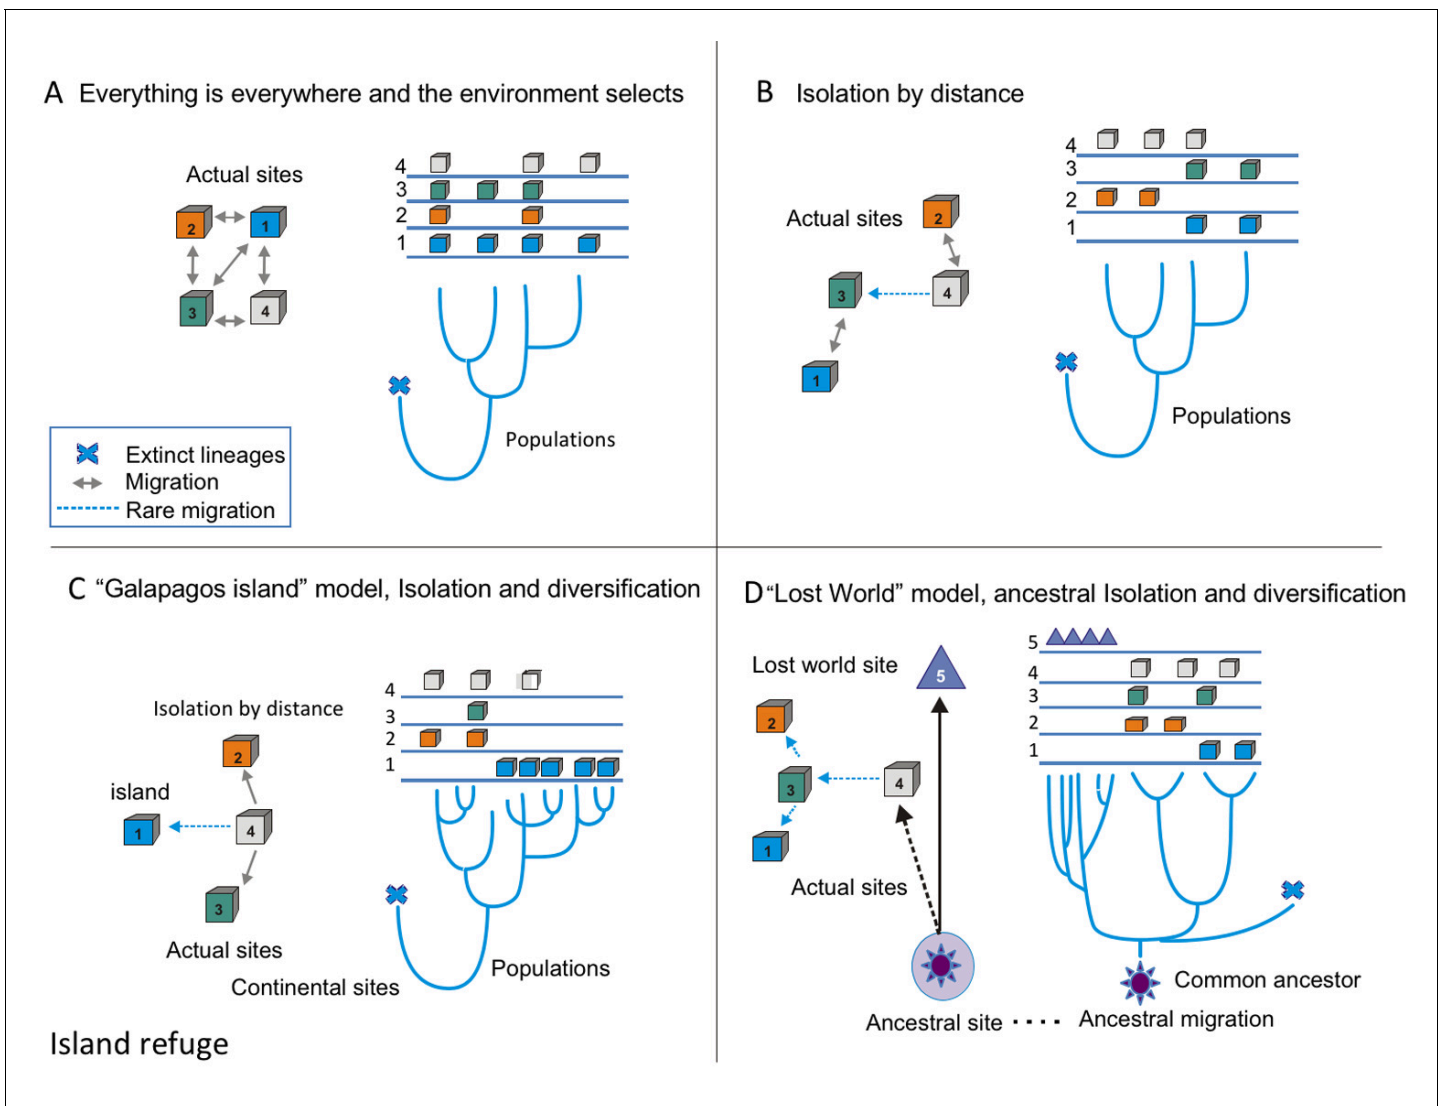 A Everything is everywhere and the environment selects
Actual sites
2
1
3
4
4
3
2
1
Populations
Extinct lineages
Migration
Rare migration
B Isolation by distance
Actual sites
2
3
4
1
4
3
2
1
Populations
C “Galapagos island” model, Isolation and diversification
Isolation by distance
2
island
1
4
3
Actual sites
Continental sites
4
3
2
1
Populations
Island refuge
D “Lost World” model, ancestral Isolation and diversification
Lost world site
5
2
3
4
1
Actual sites
Ancestral site
Ancestral migration
5
4
3
2
1
Common ancestor